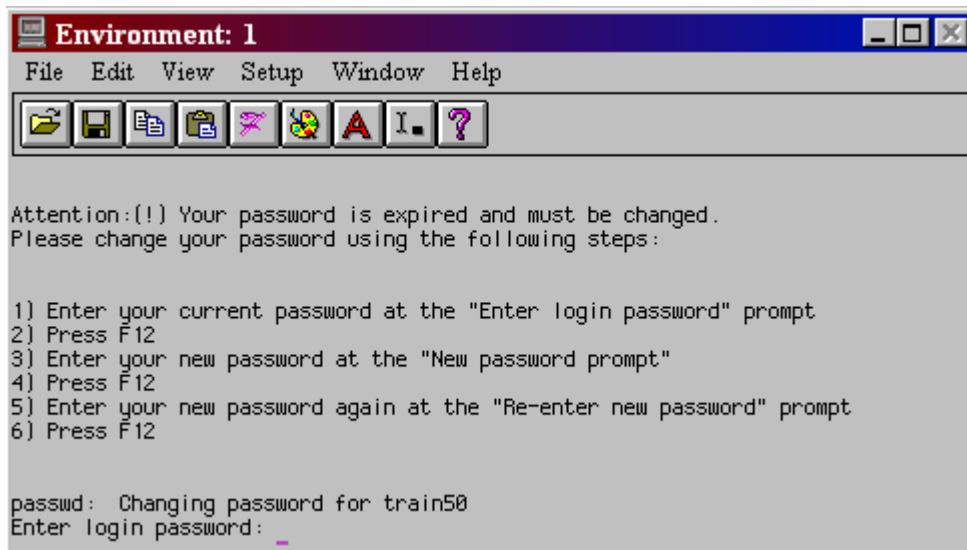 Environment: 1
File Edit View Setup Window Help
Attention:(!) Your password is expired and must be changed.
Please change your password using the following steps:
1) Enter your current password at the "Enter login password" prompt
2) Press F12
3) Enter your new password at the "New password prompt"
4) Press F12
5) Enter your new password again at the "Re-enter new password" prompt
6) Press F12
passwd: Changing password for train50
Enter login password: